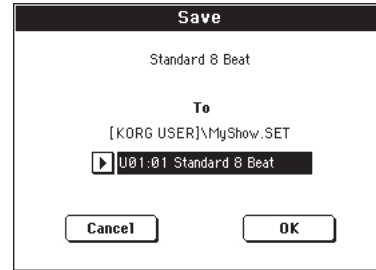 Save
Standard 8 Beat
To
[KORG USER]\MyShow.SET
U01:01 Standard 8 Beat
Cancel
OK